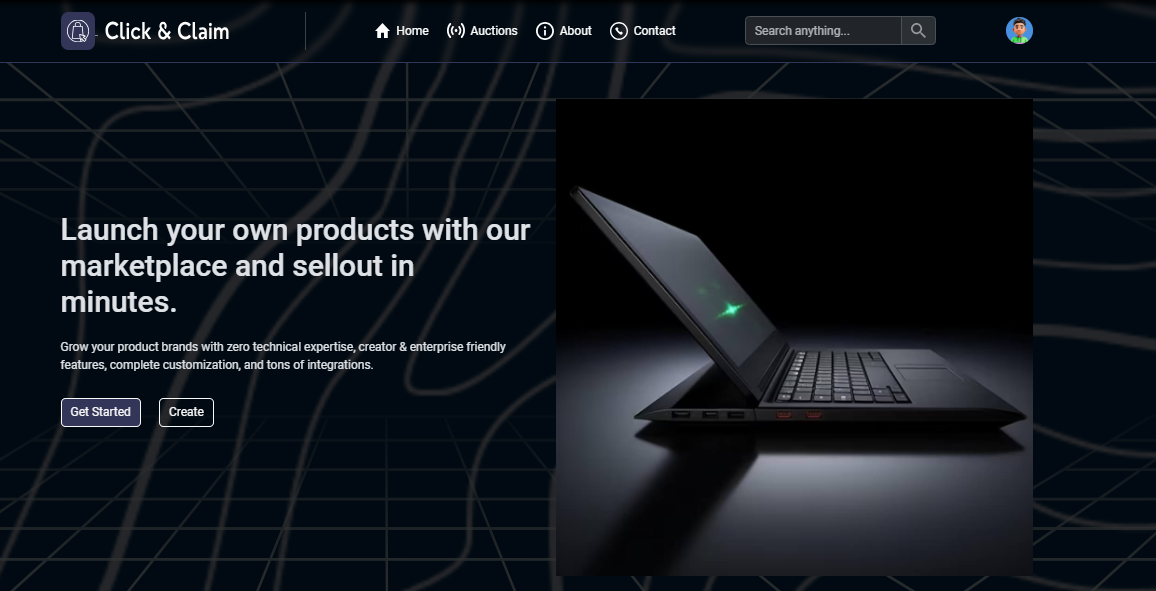 Click & Claim
Home
Auctions
About
Contact
Search anything...
Launch your own products with our
marketplace and sellout in
minutes.
Grow your product brands with zero technical expertise, creator & enterprise friendly
features, complete customization, and tons of integrations.
Get Started
Create